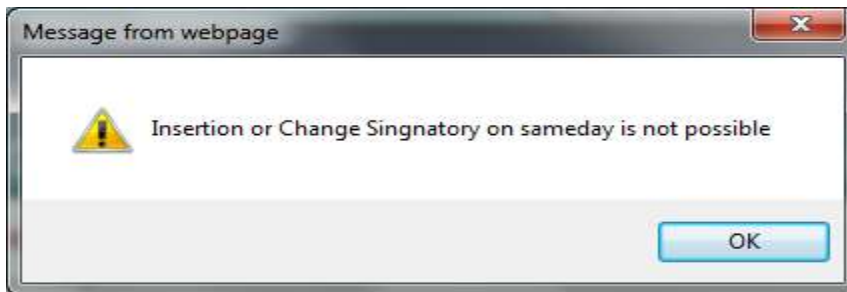 Message from webpage
Insertion or Change Singnatory on sameday is not possible
OK